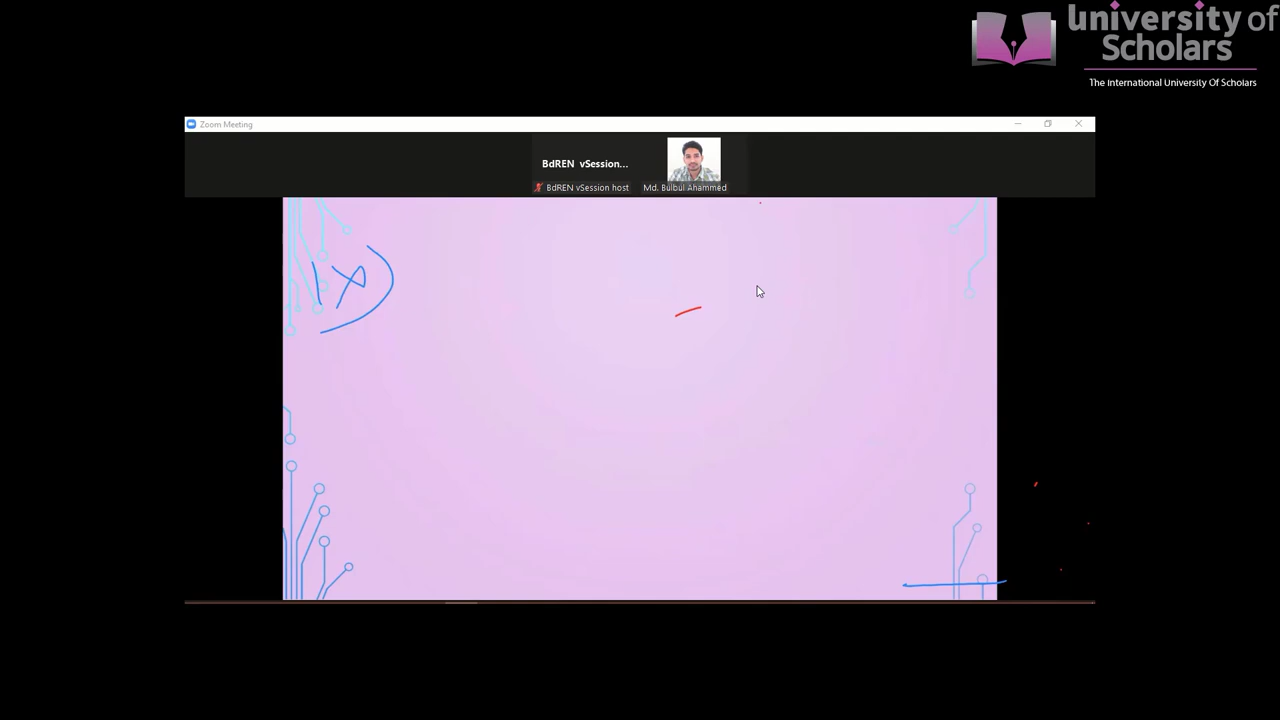 university of
Scholars
The International University Of Scholars
Zoom Meeting
BdREN vSession...
BdREN vSession host
Md. Bulbul Ahammed